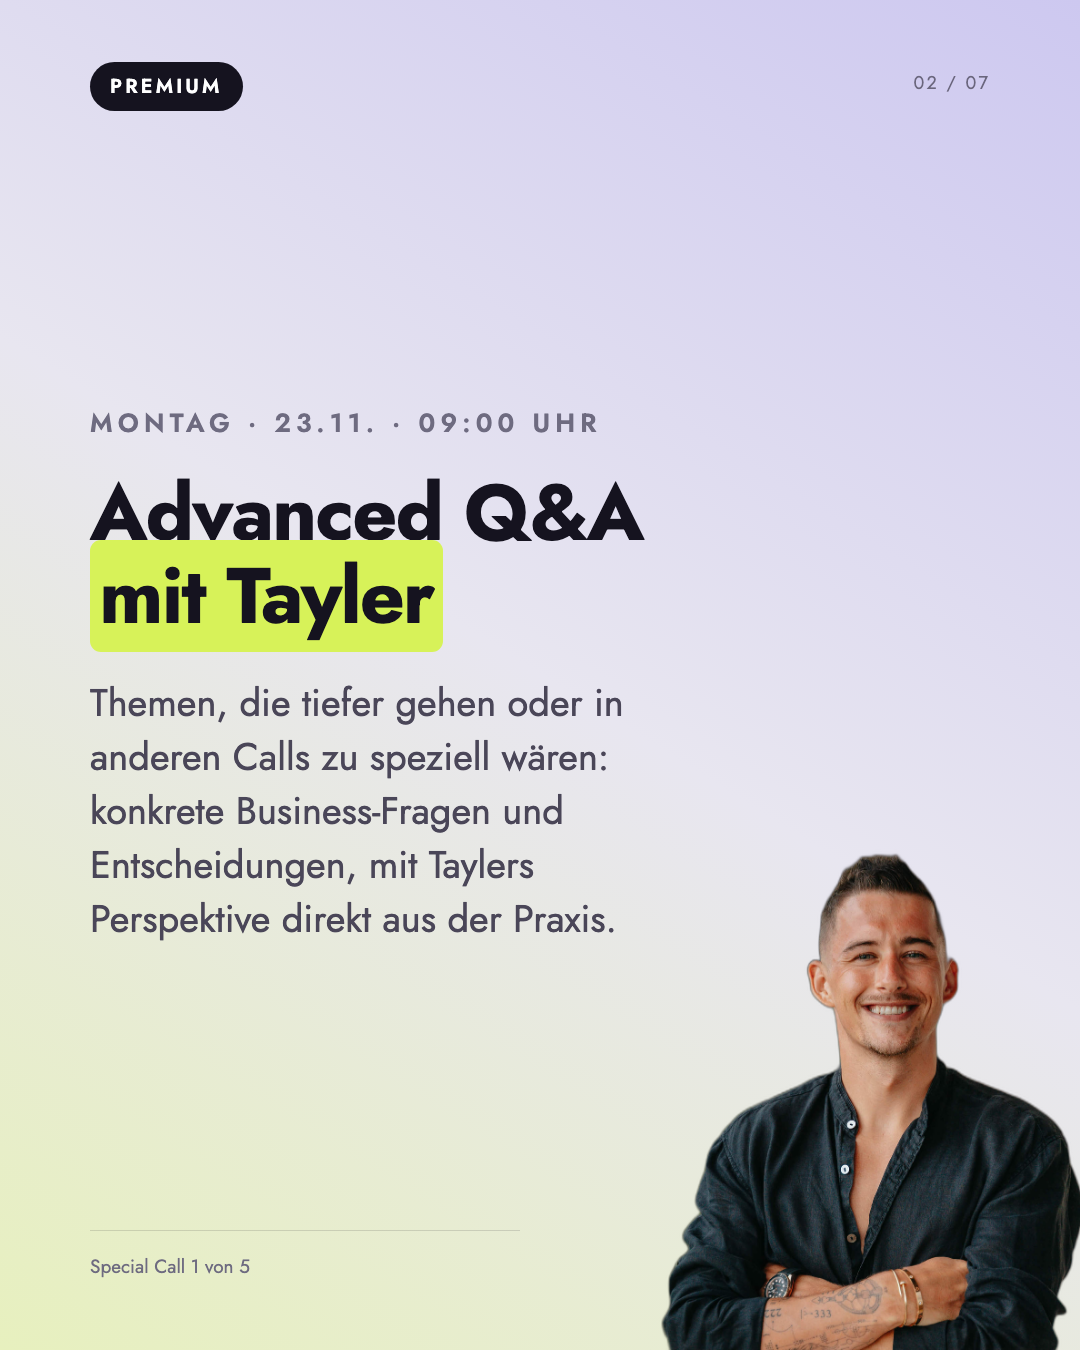 PREMIUM
02 / 07
MONTAG · 23.11. · 09:00 UHR
Advanced Q&A
mit Tayler
Themen, die tiefer gehen oder in
anderen Calls zu speziell wären:
konkrete Business-Fragen und
Entscheidungen, mit Taylers
Perspektive direkt aus der Praxis.
Special Call 1 von 5